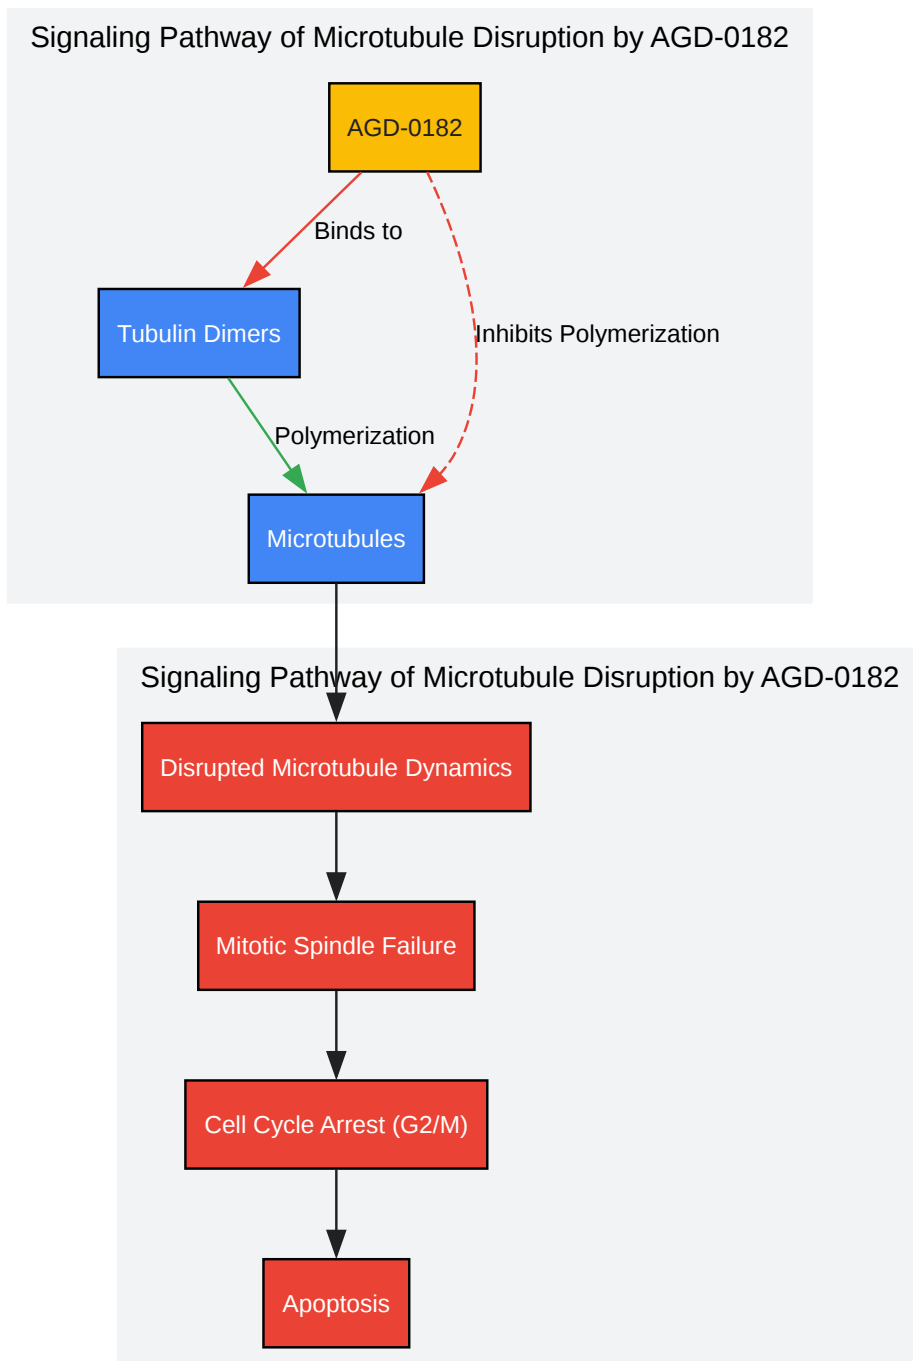 Signaling Pathway of Microtubule Disruption by AGD-0182
AGD-0182
Binds to
Tubulin Dimers
Inhibits Polymerization
Polymerization
Microtubules
Signaling Pathway of Microtubule Disruption by AGD-0182
Disrupted Microtubule Dynamics
Mitotic Spindle Failure
Cell Cycle Arrest (G2/M)
Apoptosis